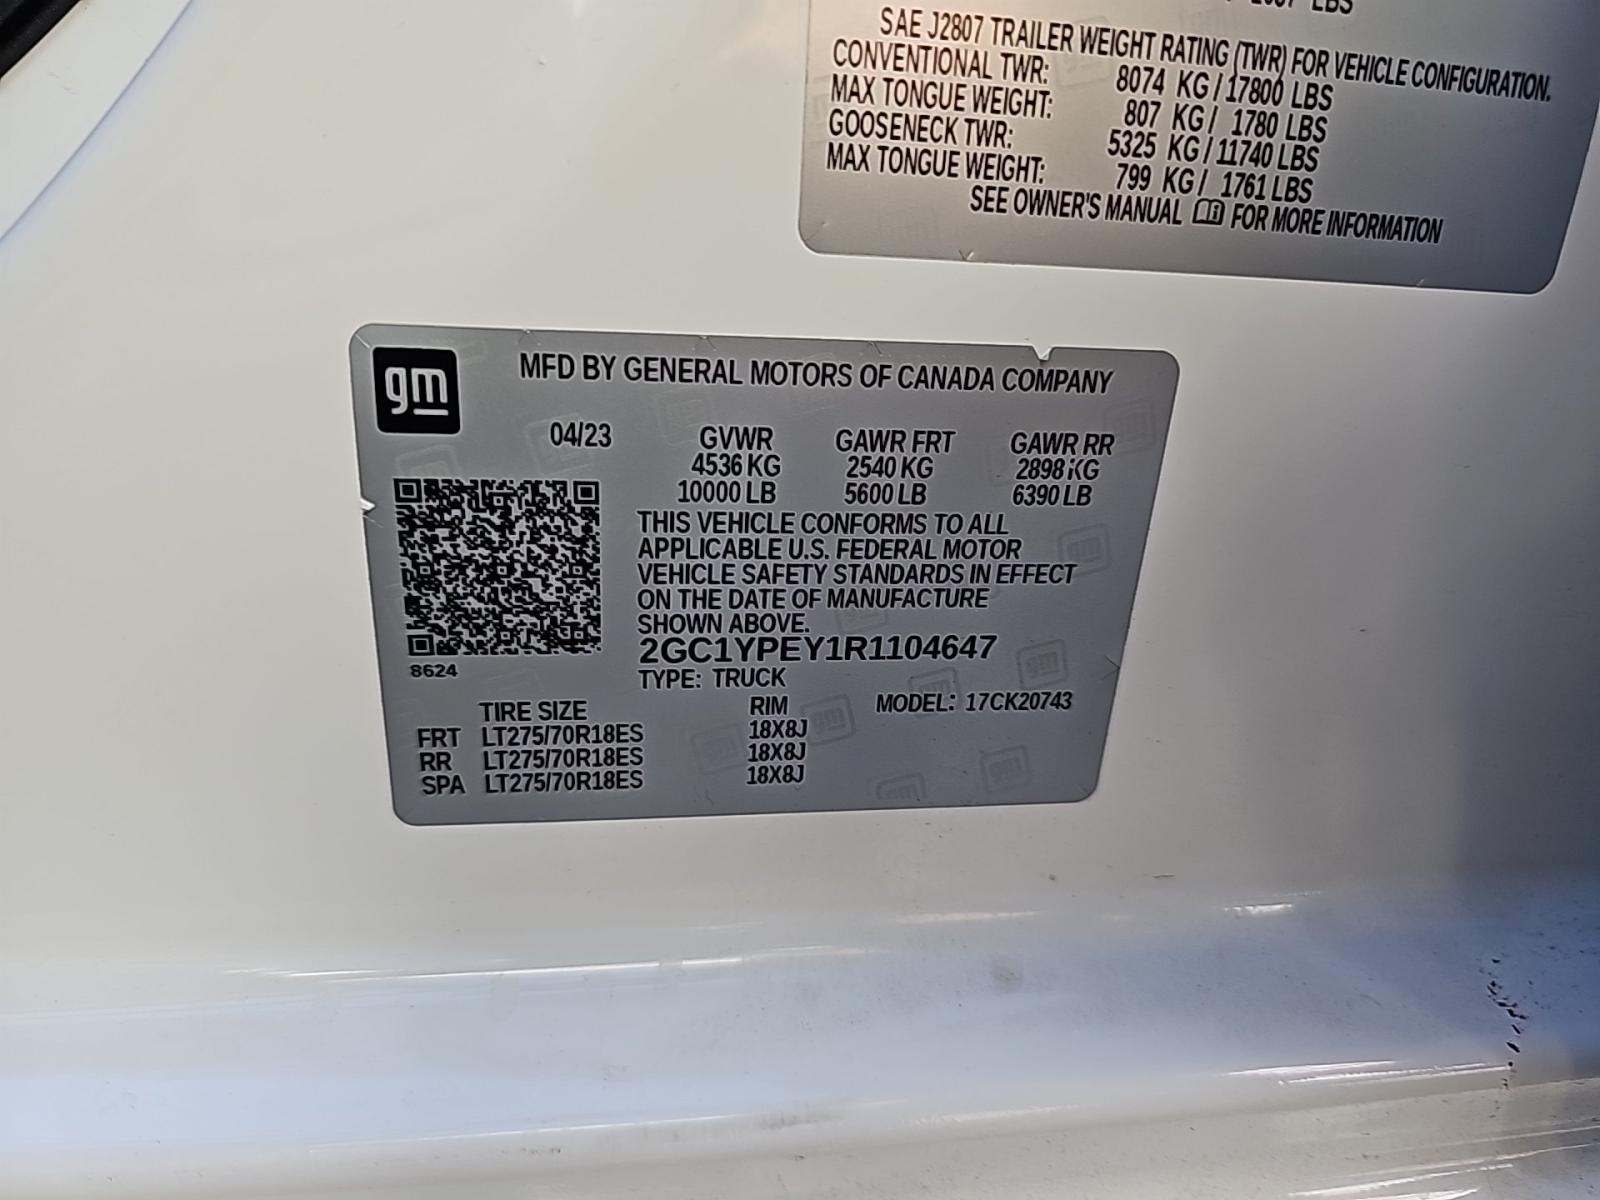 LBS
SAE J2807 TRAILER WEIGHT RATING (TWR) FOR VEHICLE CONFIGURATION.
CONVENTIONAL TWR: 8074 KG / 17800 LBS
MAX TONGUE WEIGHT: 807 KG / 1780 LBS
GOOSENECK TWR: 5325 KG / 11740 LBS
MAX TONGUE WEIGHT: 799 KG / 1761 LBS
SEE OWNER'S MANUAL FOR MORE INFORMATION
gm
MFD BY GENERAL MOTORS OF CANADA COMPANY
04/23 GVWR GAWR FRT GAWR RR
4536 KG 2540 KG 2898 KG
10000 LB 5600 LB 6390 LB
THIS VEHICLE CONFORMS TO ALL
APPLICABLE U.S. FEDERAL MOTOR
VEHICLE SAFETY STANDARDS IN EFFECT
ON THE DATE OF MANUFACTURE
SHOWN ABOVE.
2GC1YPEY1R1104647
8624
TYPE: TRUCK
TIRE SIZE RIM MODEL: 17CK20743
FRT LT275/70R18ES 18X8J
RR LT275/70R18ES 18X8J
SPA LT275/70R18ES 18X8J